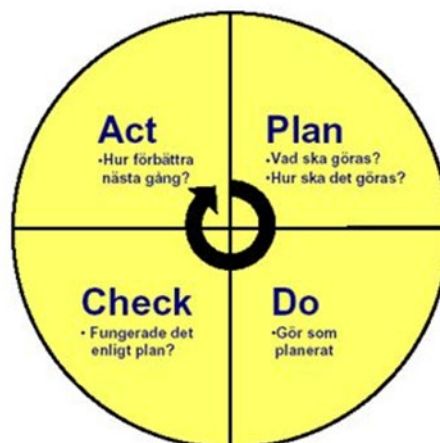 Act
•Hur förbättra
nästa gång?
Plan
•Vad ska göras?
•Hur ska det göras?
Check
• Fungerade det
enligt plan?
Do
•Gör som
planerat